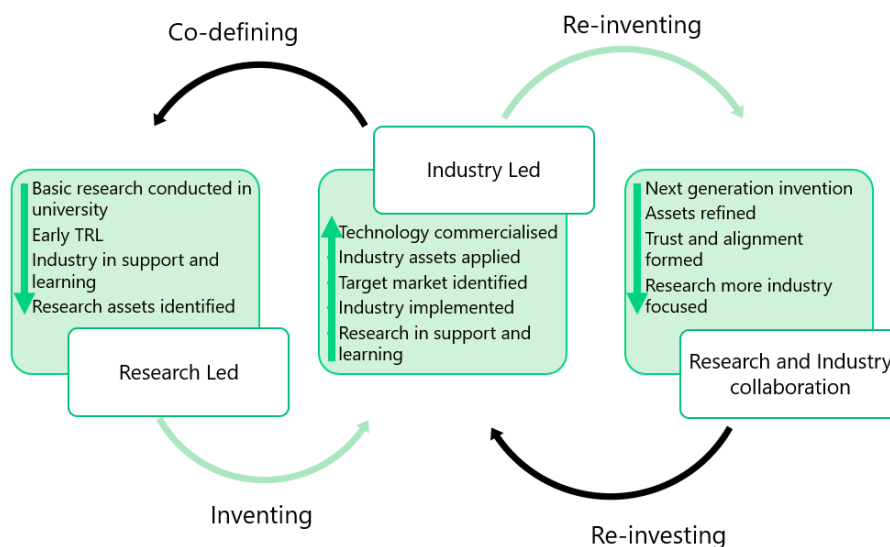 Co-defining
Re-inventing
Basic research conducted in
university
Early TRL
Industry in support and
learning
Research assets identified
Research Led
Industry Led
Technology commercialised
Industry assets applied
Target market identified
Industry implemented
Research in support and
learning
Next generation invention
Assets refined
Trust and alignment
formed
Research more industry
focused
Research and Industry
collaboration
Inventing
Re-investing